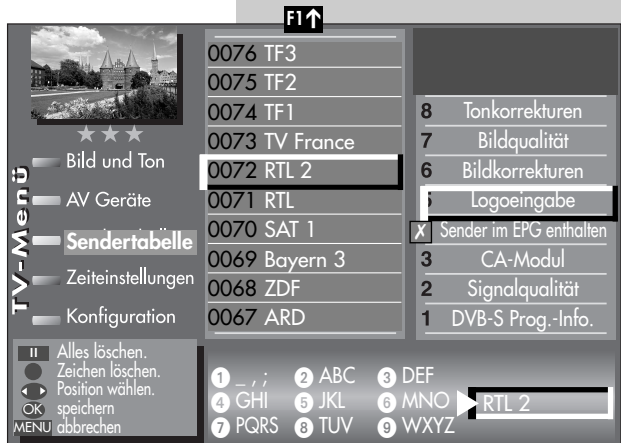 F1↑
TV-Menü
Bild und Ton
AV Geräte
Sendertabelle
Zeiteinstellungen
Konfiguration
0076 TF3
0075 TF2
0074 TF1
0073 TV France
0072 RTL 2
0071 RTL
0070 SAT 1
0069 Bayern 3
0068 ZDF
0067 ARD
8 Tonkorrekturen
7 Bildqualität
6 Bildkorrekturen
5 Logoeingabe
✗ Sender im EPG enthalten
3 CA-Modul
2 Signalqualität
1 DVB-S Prog.-Info.
II Alles löschen.
Zeichen löschen.
Position wählen.
OK speichern
MENU abbrechen
1 _ , ; 2 ABC 3 DEF
4 GHI 5 JKL 6 MNO
7 PQRS 8 TUV 9 WXYZ
RTL 2